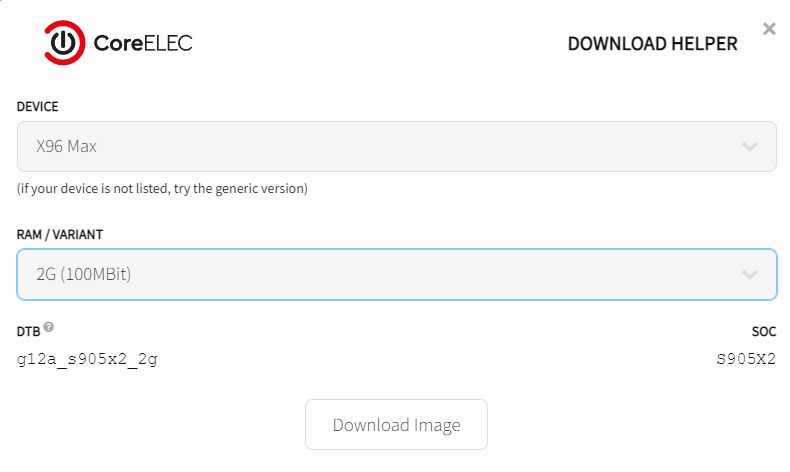 CoreELEC
DOWNLOAD HELPER
DEVICE
X96 Max
(if your device is not listed, try the generic version)
RAM / VARIANT
2G (100MBit)
DTB ?
SOC
g12a_s905x2_2g
S905X2
Download Image